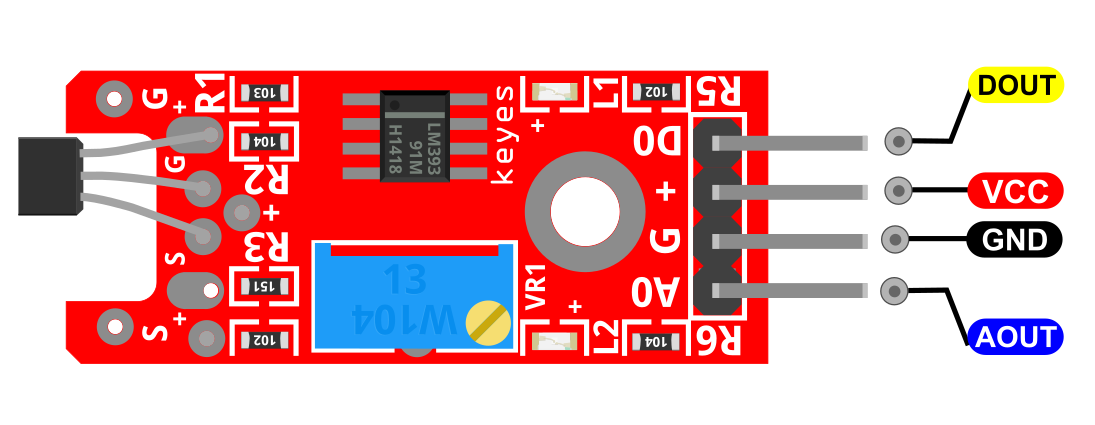 G
+
R1
103
104
G
R2
+
R3
S
151
S
+
102
LM393
91M
H1418
keyes
+
L1
102
R5
D0
+
G
A0
13
W104
VR1
+
L2
104
R6
DOUT
VCC
GND
AOUT